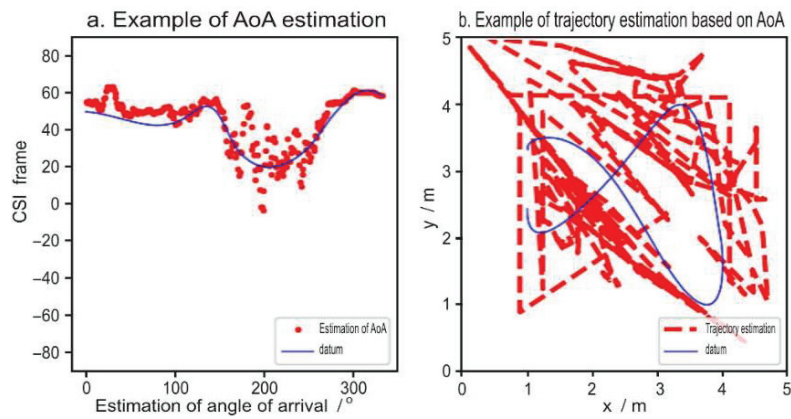 a. Example of AoA estimation
80
60
40
20
0
−20
−40
−60
−80
CSI frame
0 100 200 300
Estimation of angle of arrival / °
Estimation of AoA
datum
b. Example of trajectory estimation based on AoA
5
4
3
2
1
0
y / m
0 1 2 3 4 5
x / m
Trajectory estimation
datum